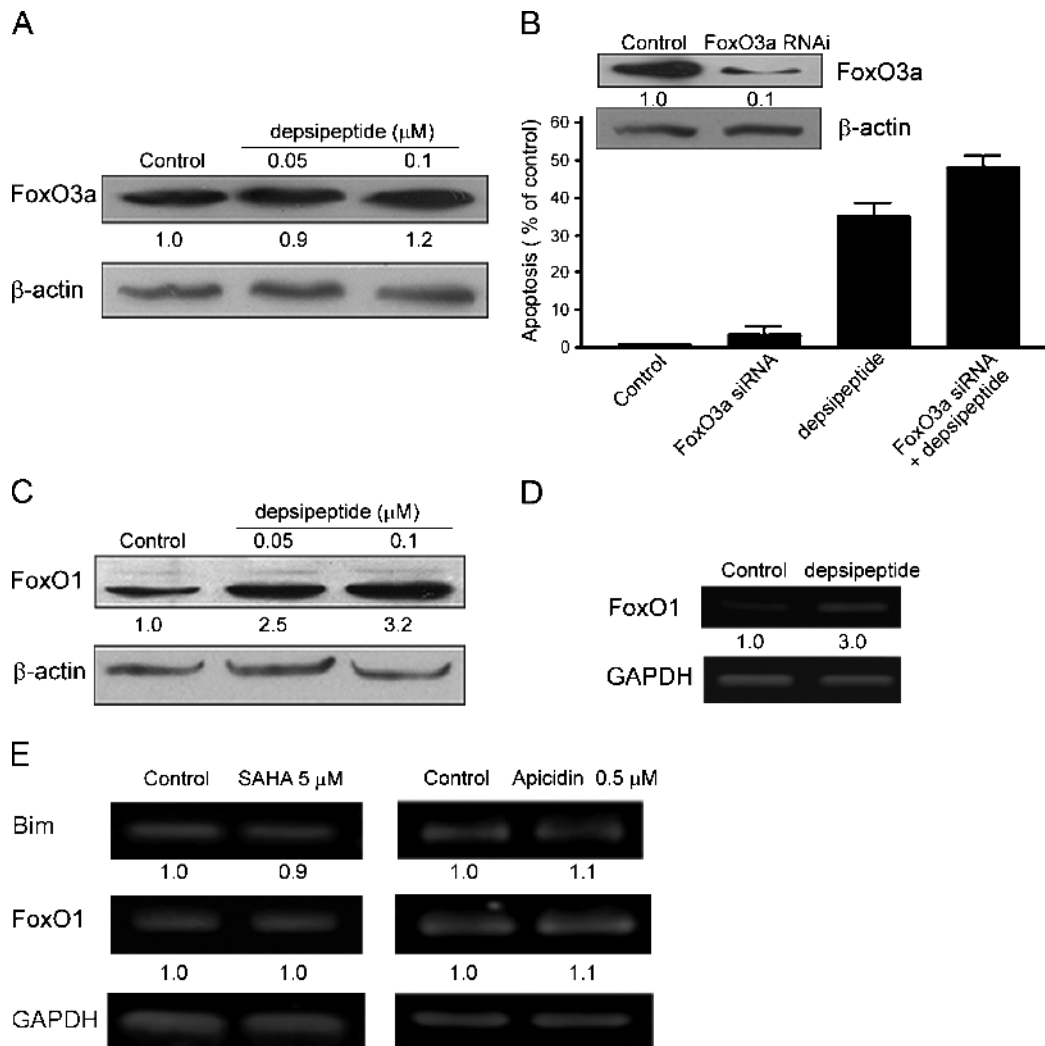 A
depsipeptide (μM)
Control 0.05 0.1
FoxO3a
1.0 0.9 1.2
β-actin
B
Control FoxO3a RNAi
FoxO3a
1.0 0.1
β-actin
Apoptosis ( % of control)
60
50
40
30
20
10
0
Control
FoxO3a siRNA
depsipeptide
FoxO3a siRNA
+ depsipeptide
C
depsipeptide (μM)
Control 0.05 0.1
FoxO1
1.0 2.5 3.2
β-actin
D
Control depsipeptide
FoxO1
1.0 3.0
GAPDH
E
Control SAHA 5 μM Control Apicidin 0.5 μM
Bim
1.0 0.9 1.0 1.1
FoxO1
1.0 1.0 1.0 1.1
GAPDH